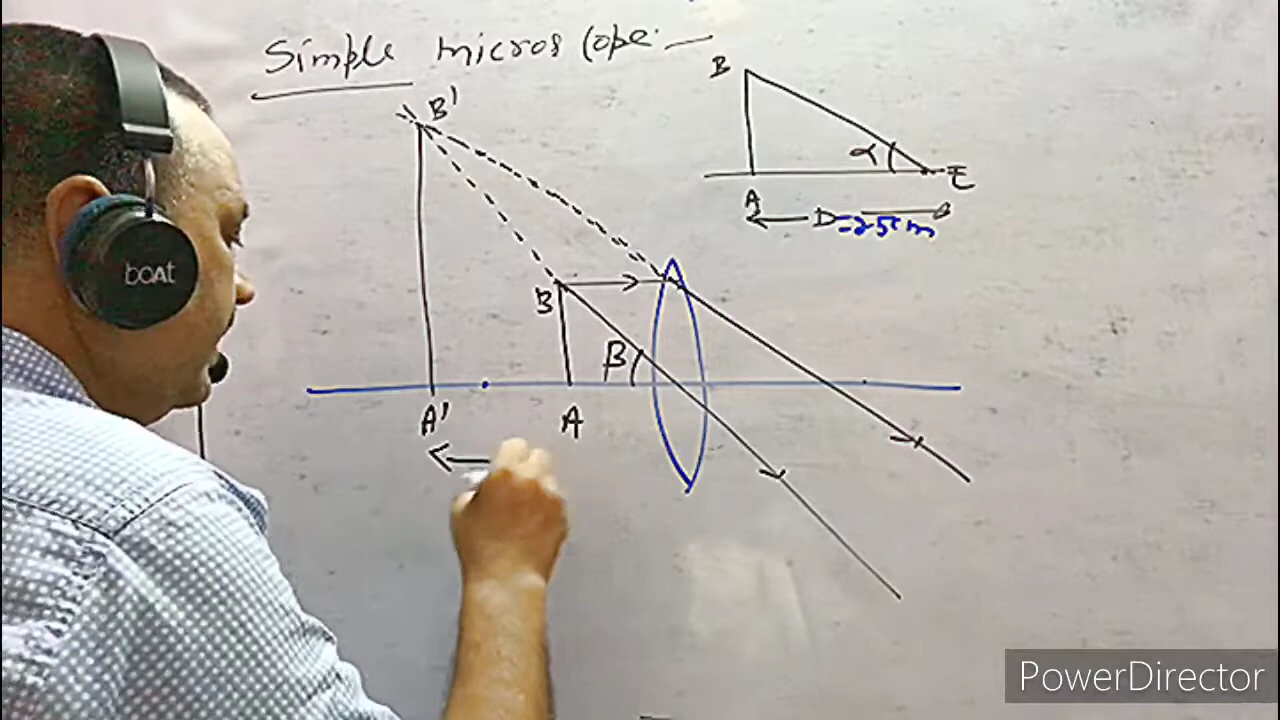 Simple microscope:-
B
α
E
A
D=25cm
B'
B
β
A'
A
boAt
PowerDirector